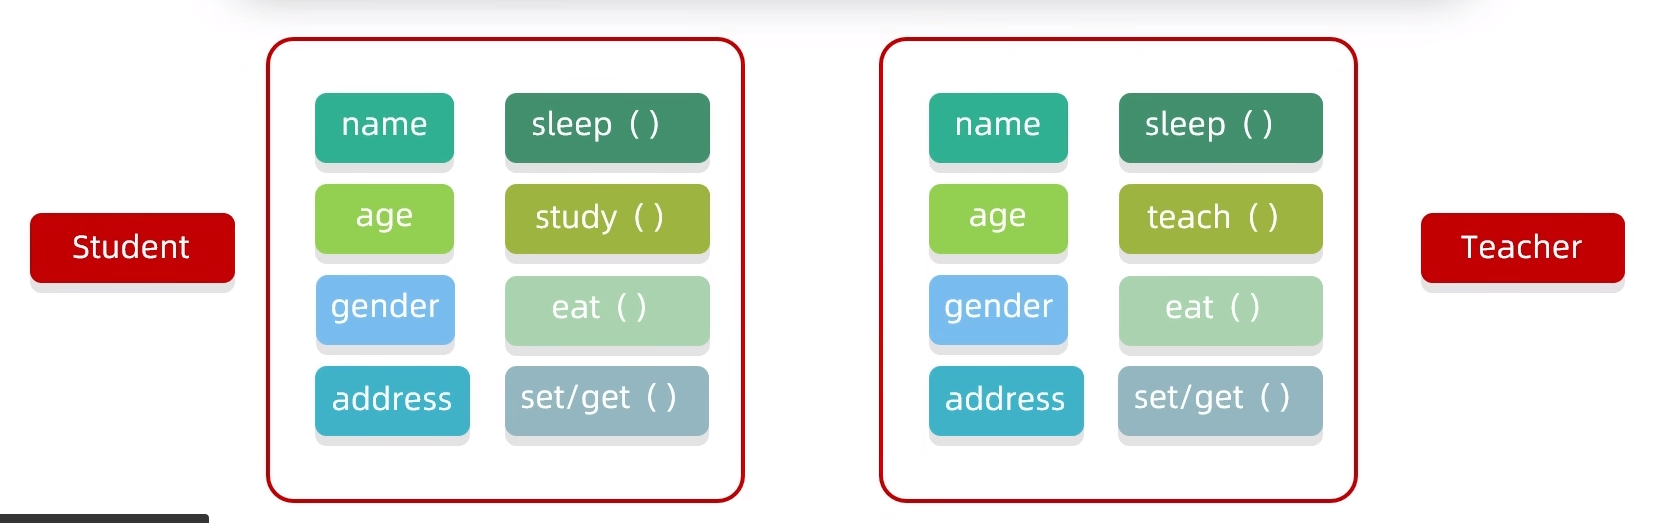 Student
name
sleep ()
age
study ()
gender
eat ()
address
set/get ()
name
sleep ()
age
teach ()
gender
eat ()
address
set/get ()
Teacher